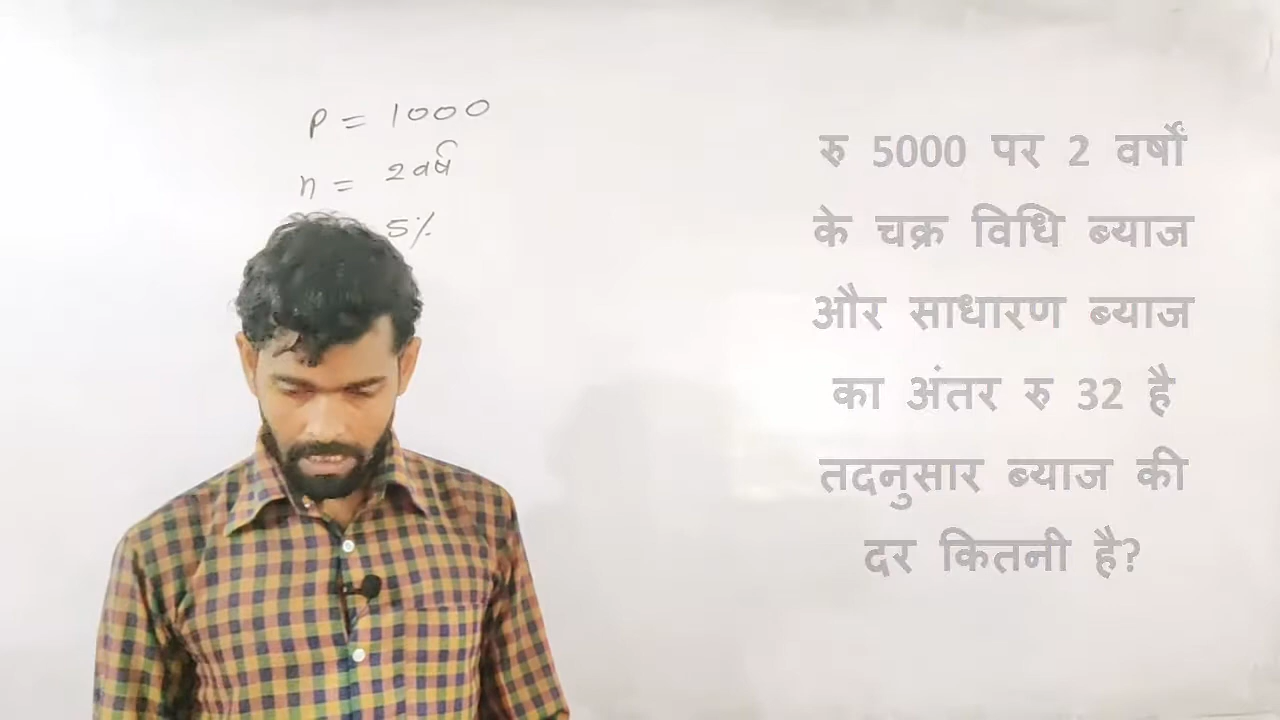 P = 1000
n = 2 वर्ष
5%
रु 5000 पर 2 वर्षों
के चक्र विधि ब्याज
और साधारण ब्याज
का अंतर रु 32 है
तदनुसार ब्याज की
दर कितनी है?